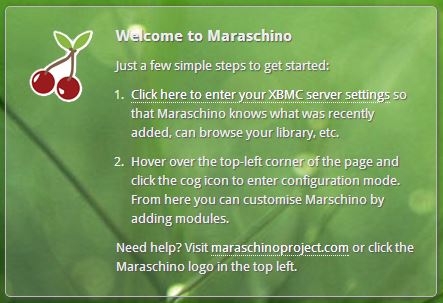 Welcome to Maraschino
Just a few simple steps to get started:
1. Click here to enter your XBMC server settings so
that Maraschino knows what was recently
added, can browse your library, etc.
2. Hover over the top-left corner of the page and
click the cog icon to enter configuration mode.
From here you can customise Marschino by
adding modules.
Need help? Visit maraschinoproject.com or click the
Maraschino logo in the top left.